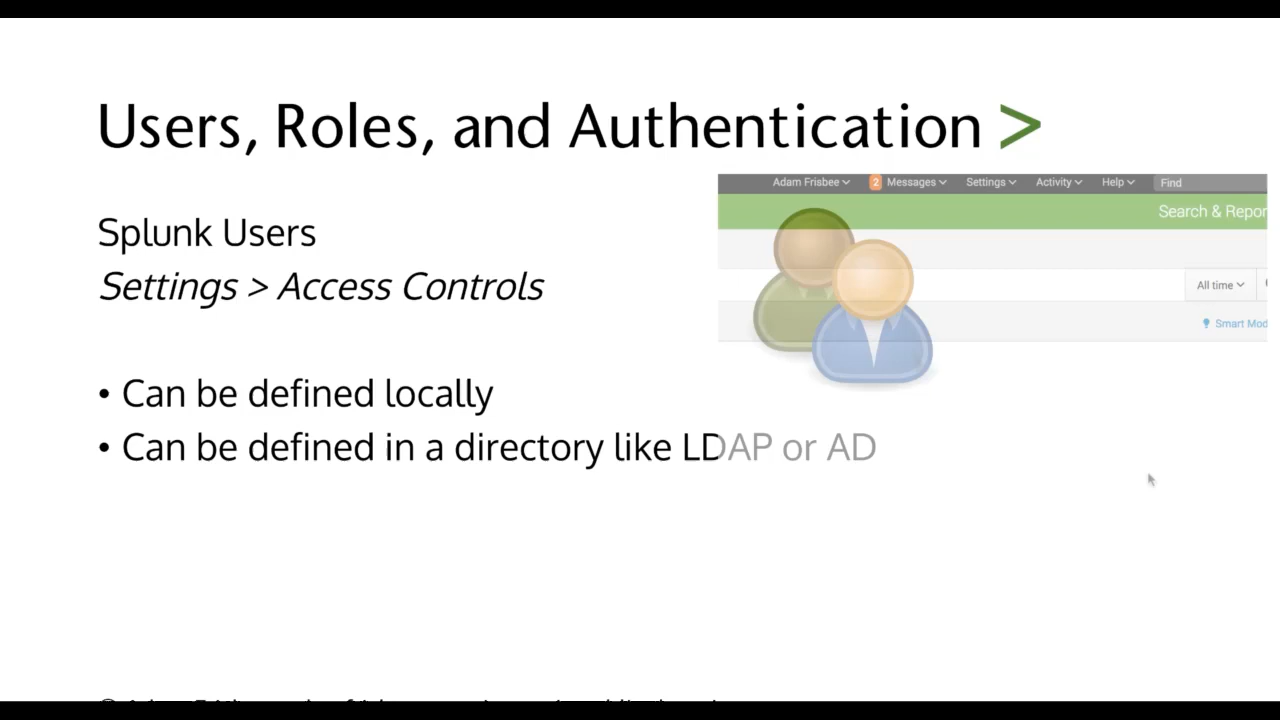 Users, Roles, and Authentication >
Adam Frisbee 2 Messages Settings Activity Help Find
Search & Repor
Splunk Users
Settings > Access Controls
All time
Smart Mod
• Can be defined locally
• Can be defined in a directory like LDAP or AD